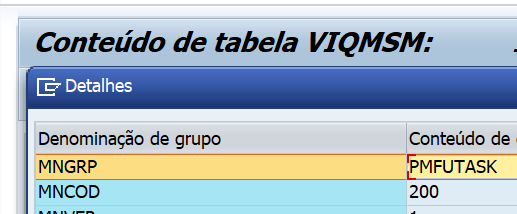 Conteúdo de tabela VIQMSM:
Detalhes
Denominação de grupo Conteúdo de
MNGRP PMFUTASK
MNCOD 200